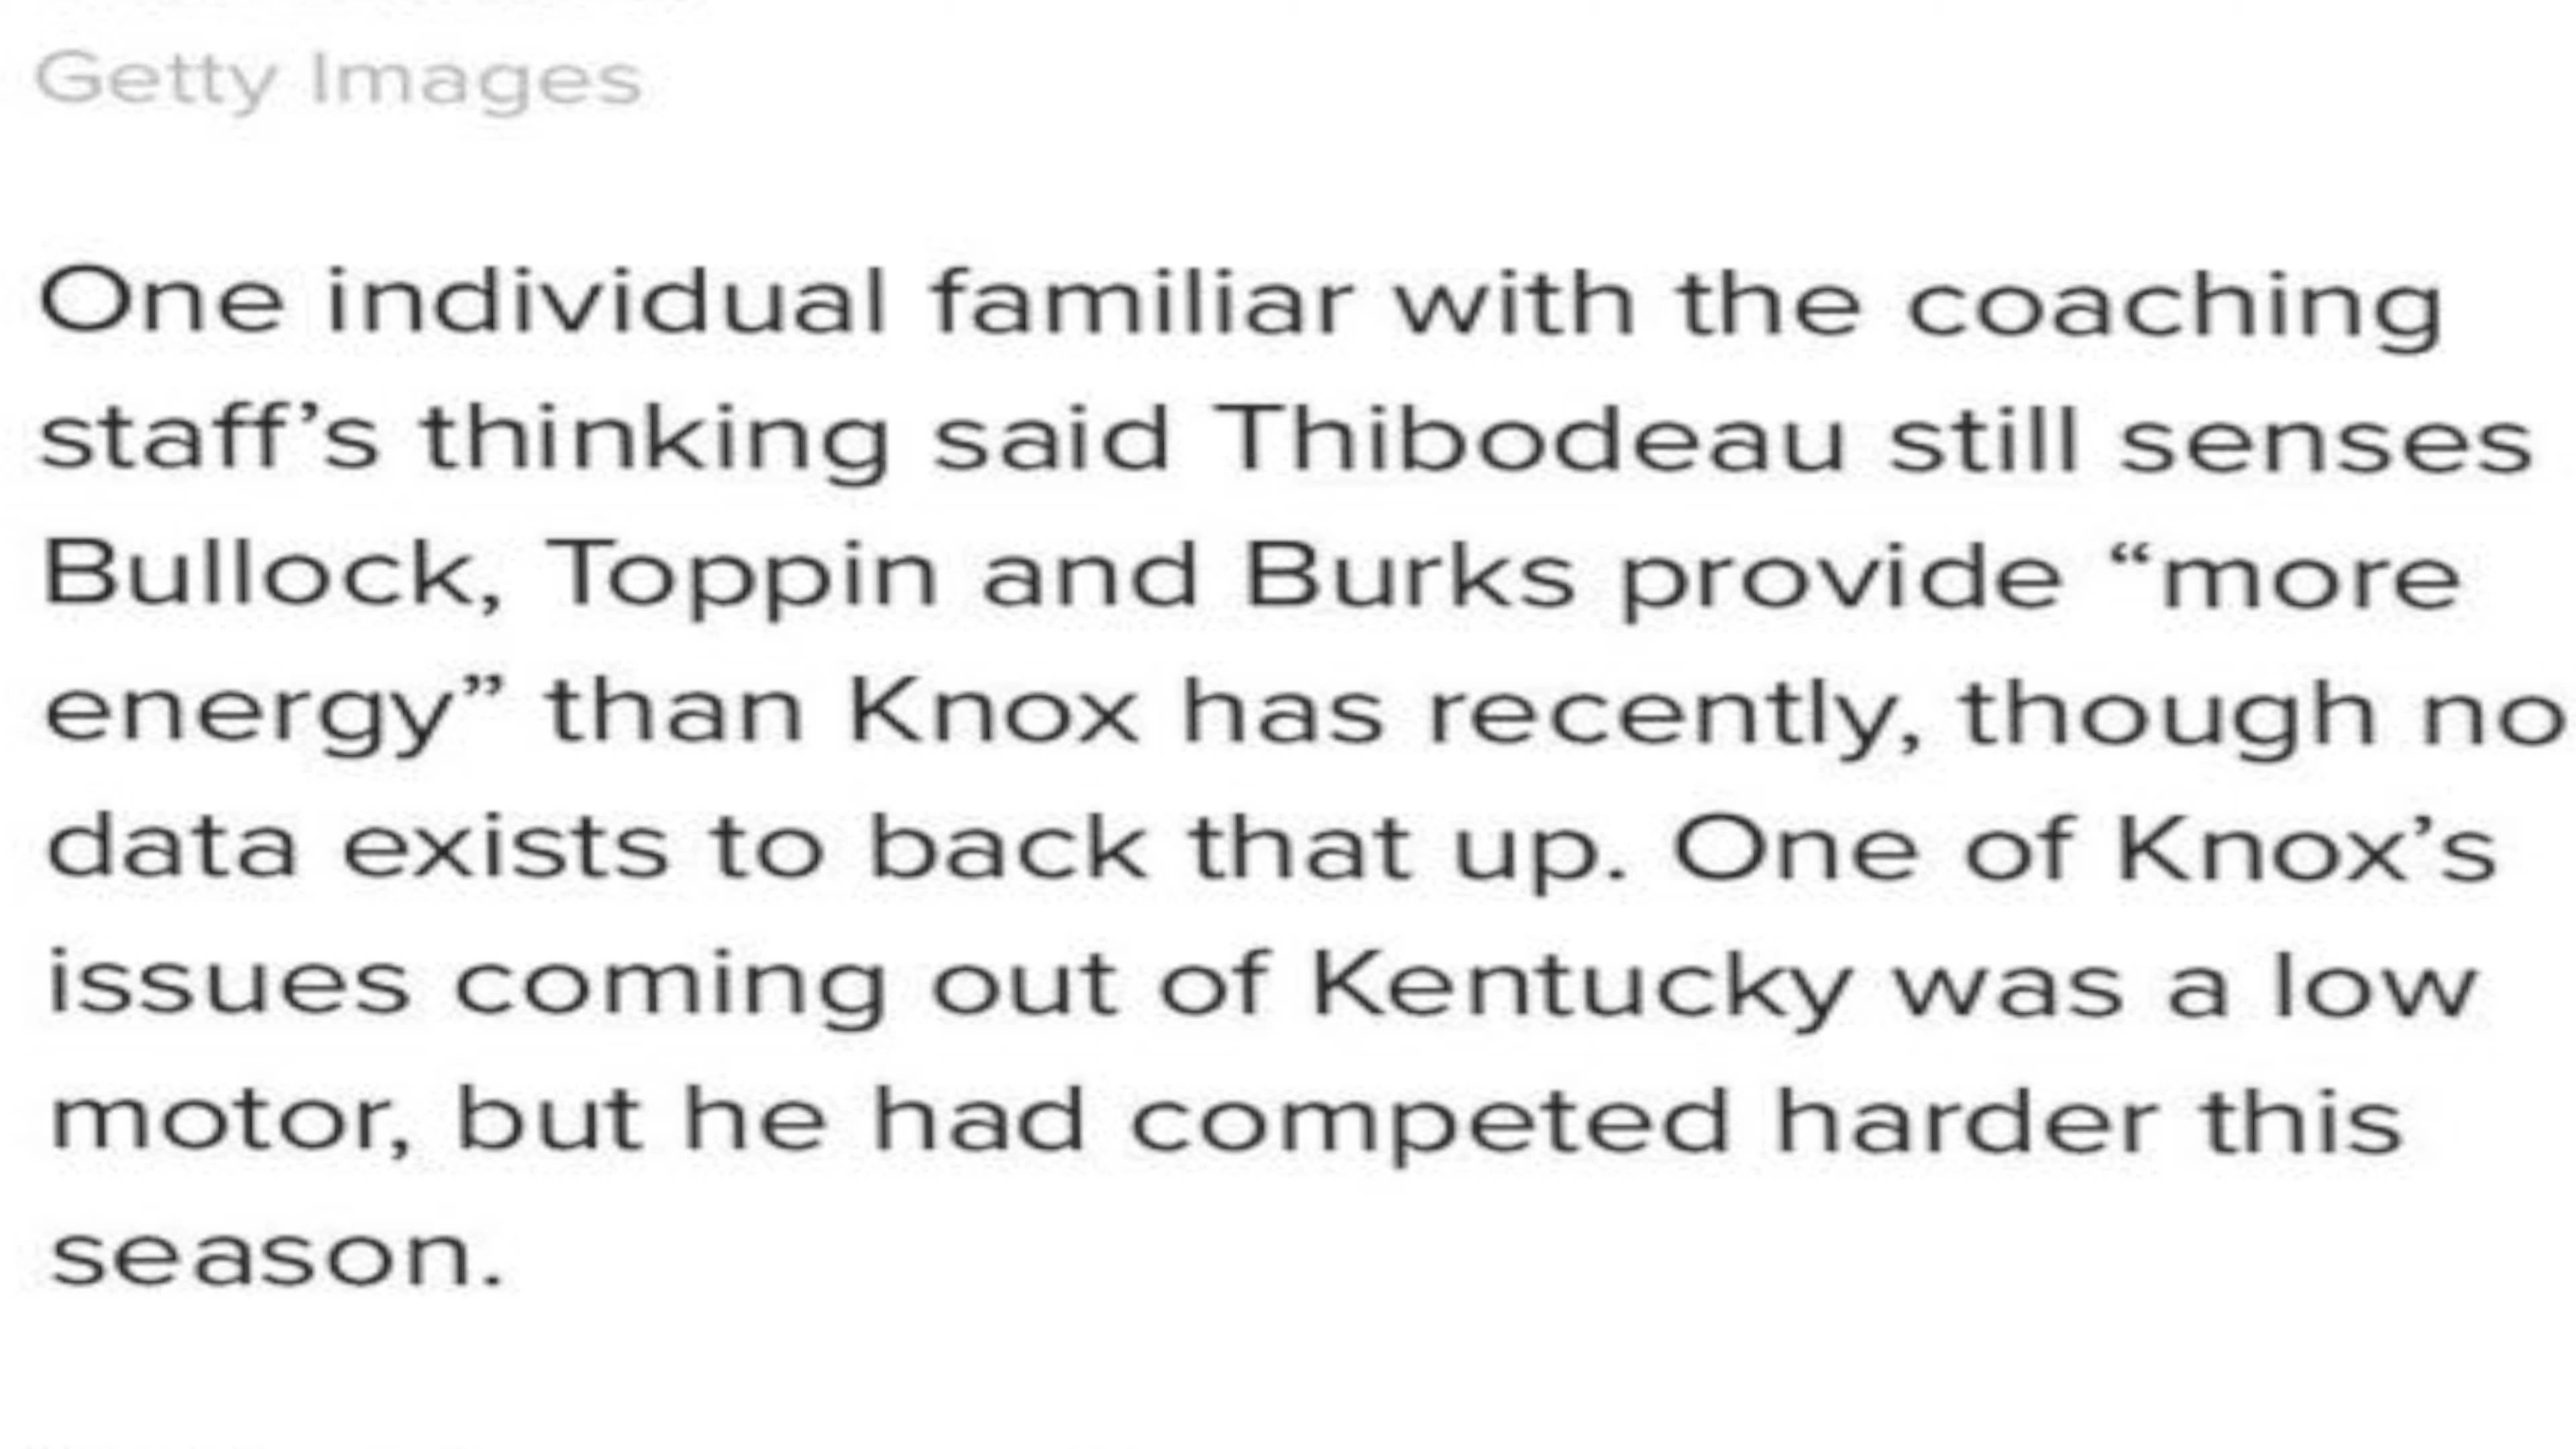 Getty Images
One individual familiar with the coaching
staff’s thinking said Thibodeau still senses
Bullock, Toppin and Burks provide “more
energy” than Knox has recently, though no
data exists to back that up. One of Knox’s
issues coming out of Kentucky was a low
motor, but he had competed harder this
season.